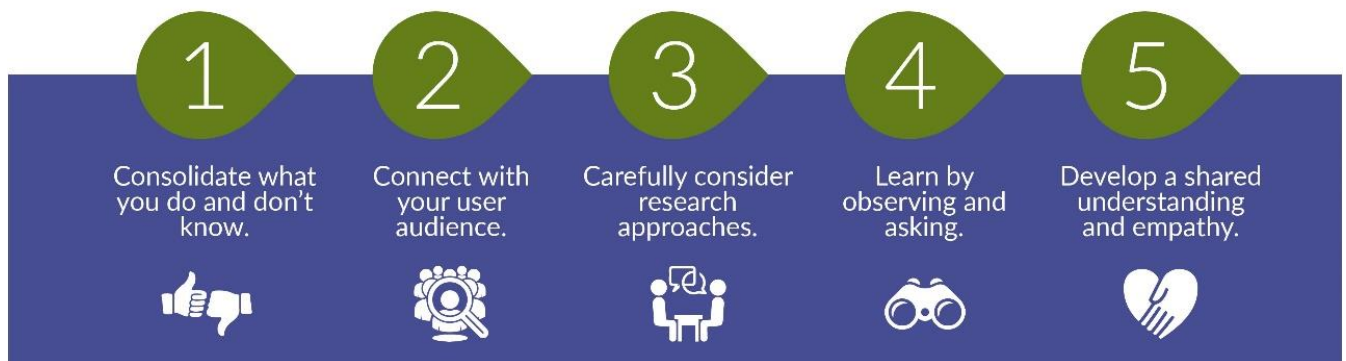 1
Consolidate what
you do and don't
know.
2
Connect with
your user
audience.
3
Carefully consider
research
approaches.
4
Learn by
observing and
asking.
5
Develop a shared
understanding
and empathy.